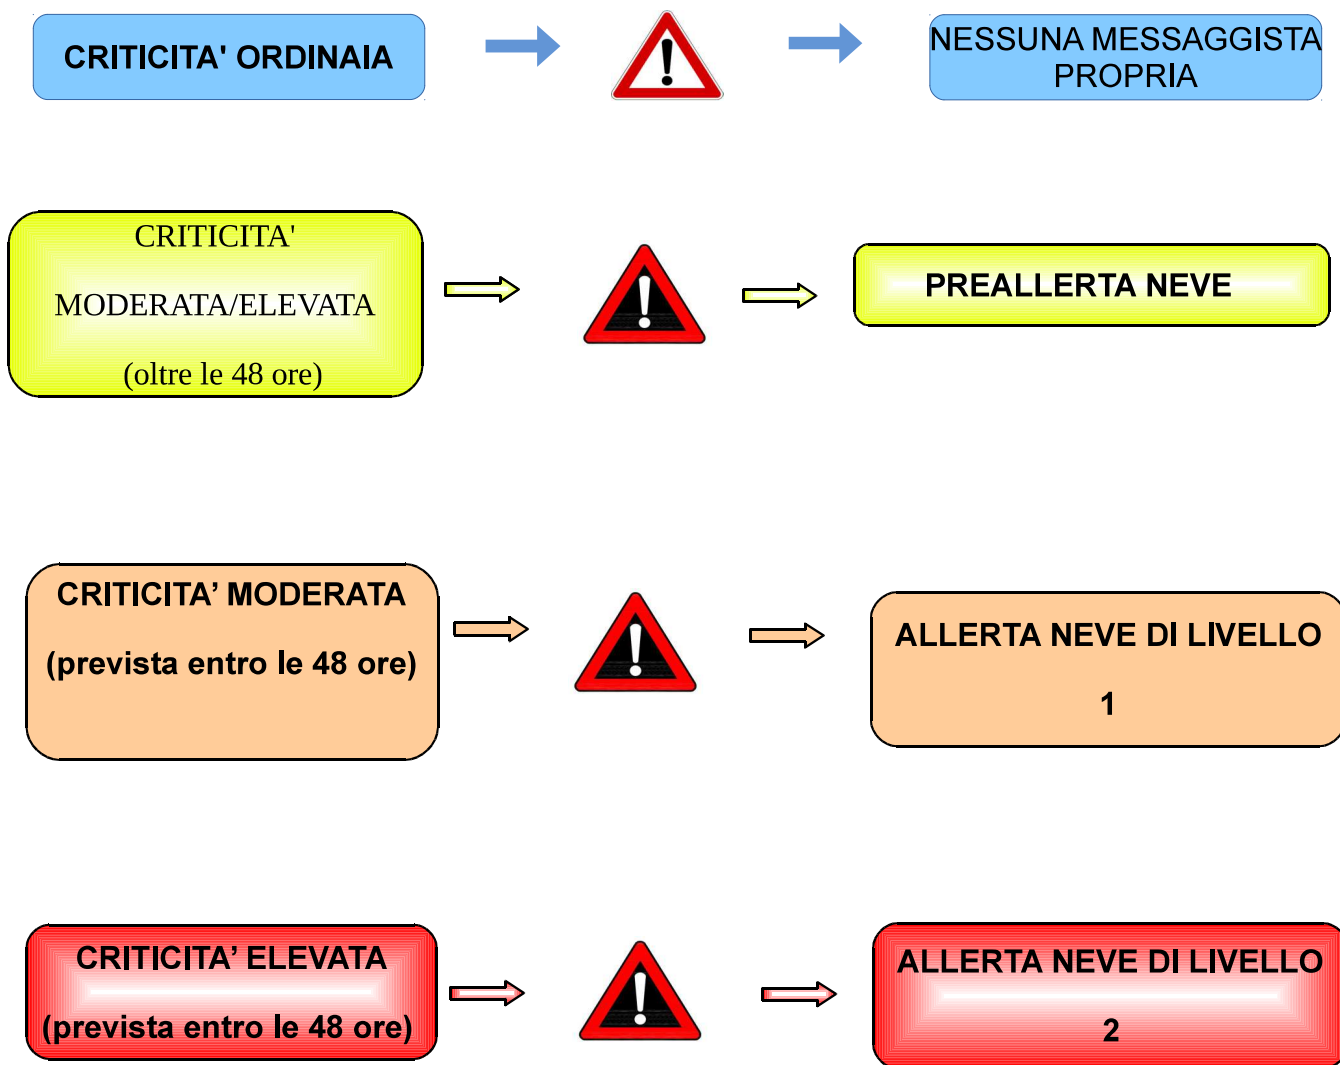 CRITICITA' ORDINAIA
NESSUNA MESSAGGISTA
PROPRIA
CRITICITA'
MODERATA/ELEVATA
(oltre le 48 ore)
PREALLERTA NEVE
CRITICITA’ MODERATA
(prevista entro le 48 ore)
ALLERTA NEVE DI LIVELLO
1
CRITICITA’ ELEVATA
(prevista entro le 48 ore)
ALLERTA NEVE DI LIVELLO
2